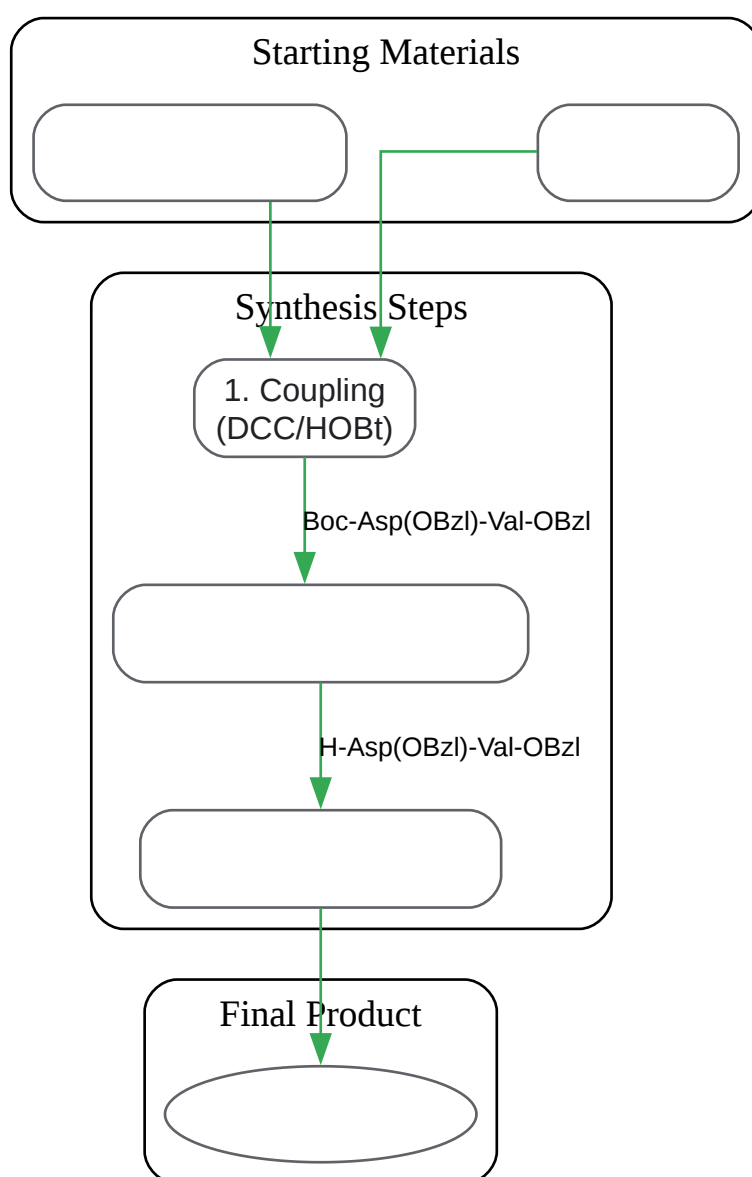 Starting Materials
Synthesis Steps
1. Coupling
(DCC/HOBt)
Boc-Asp(OBzl)-Val-OBzl
H-Asp(OBzl)-Val-OBzl
Final Product